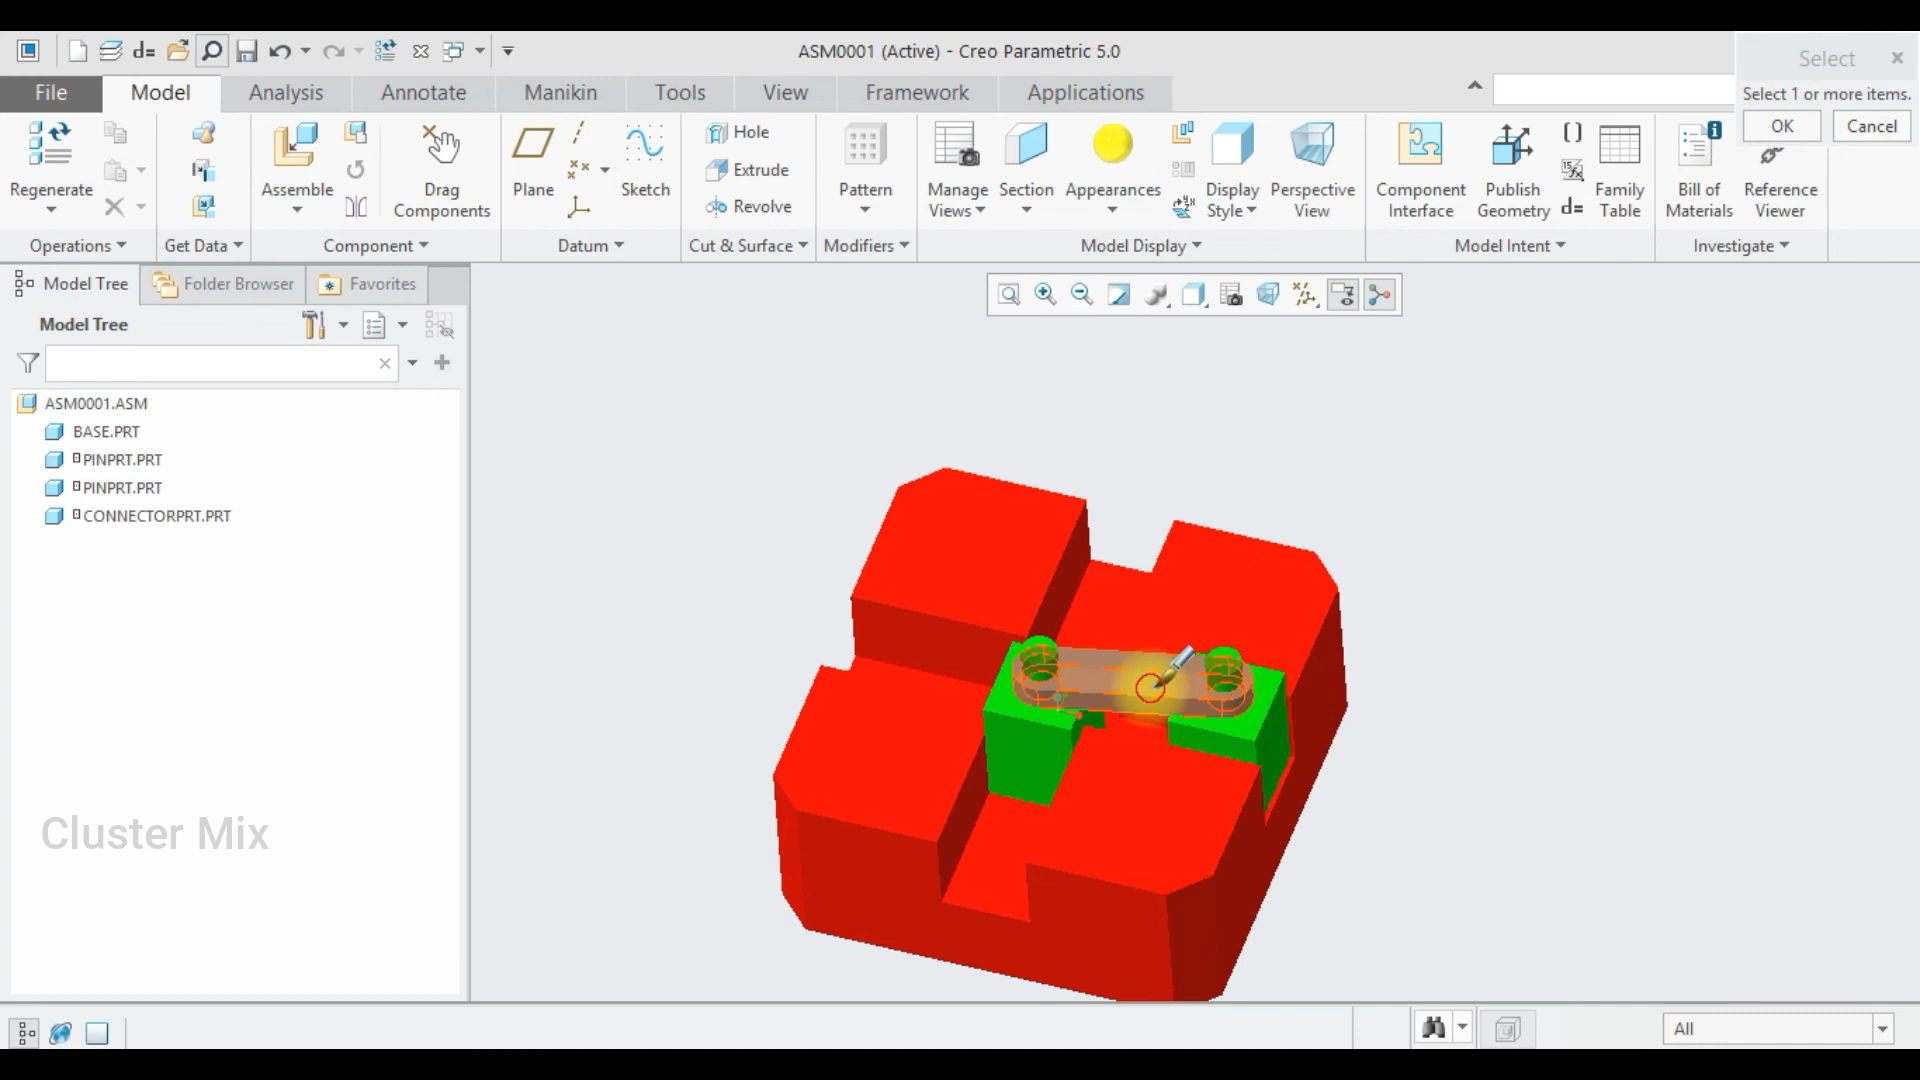 ASM0001 (Active) - Creo Parametric 5.0
d=
Select
Select 1 or more items.
OK Cancel
File Model Analysis Annotate Manikin Tools View Framework Applications
Regenerate
Assemble
Drag
Components
Plane
Sketch
Hole
Extrude
Revolve
Pattern
Manage
Views
Section
Appearances
Display
Style
Perspective
View
Component
Interface
Publish
Geometry
d=
Family
Table
Bill of
Materials
Reference
Viewer
Operations Get Data Component Datum Cut & Surface Modifiers Model Display Model Intent Investigate
Model Tree Folder Browser Favorites
Model Tree
ASM0001.ASM
BASE.PRT
PINPRT.PRT
PINPRT.PRT
CONNECTORPRT.PRT
Cluster Mix
All